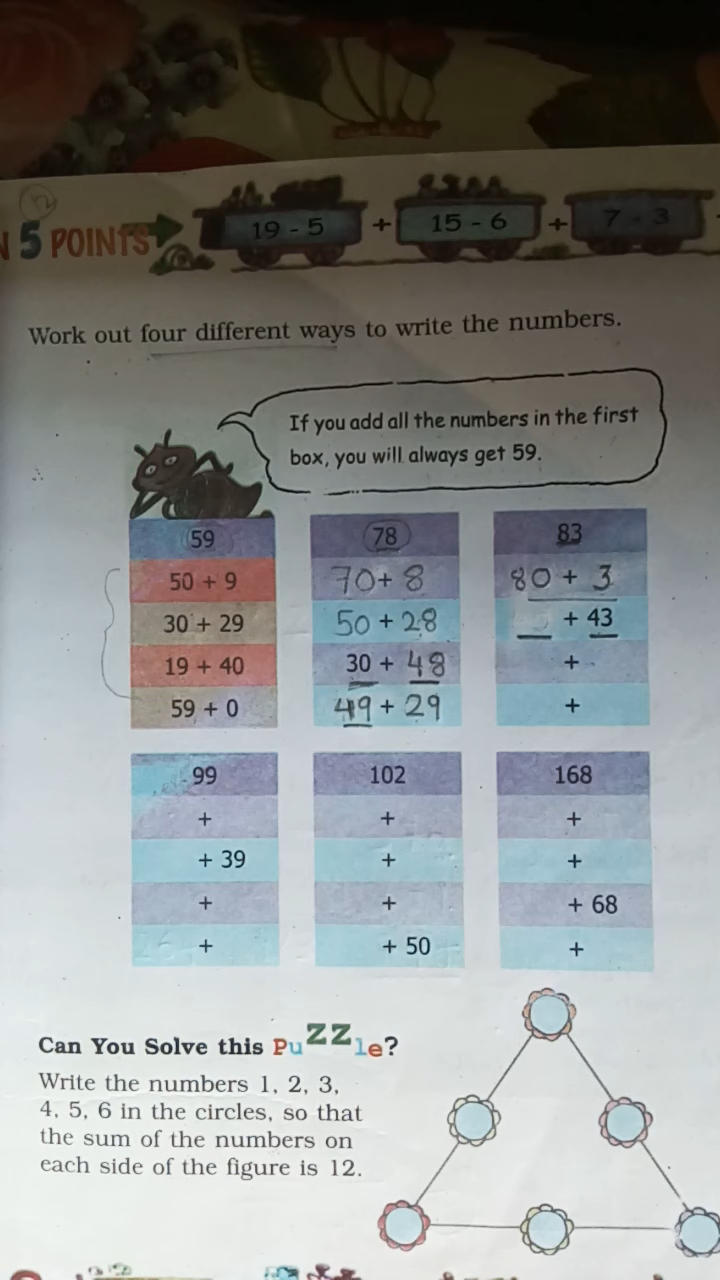 N 5 POINTS 19 - 5 + 15 - 6 + 7 - 3
Work out four different ways to write the numbers.
If you add all the numbers in the first
box, you will always get 59.
59
50 + 9
30 + 29
19 + 40
59 + 0
78
70 + 8
50 + 28
30 + 48
49 + 29
83
80 + 3
__ + 43
+
+
99
+
+ 39
+
+
102
+
+
+
+ 50
168
+
+
+ 68
+
Can You Solve this PuZZle?
Write the numbers 1, 2, 3,
4, 5, 6 in the circles, so that
the sum of the numbers on
each side of the figure is 12.